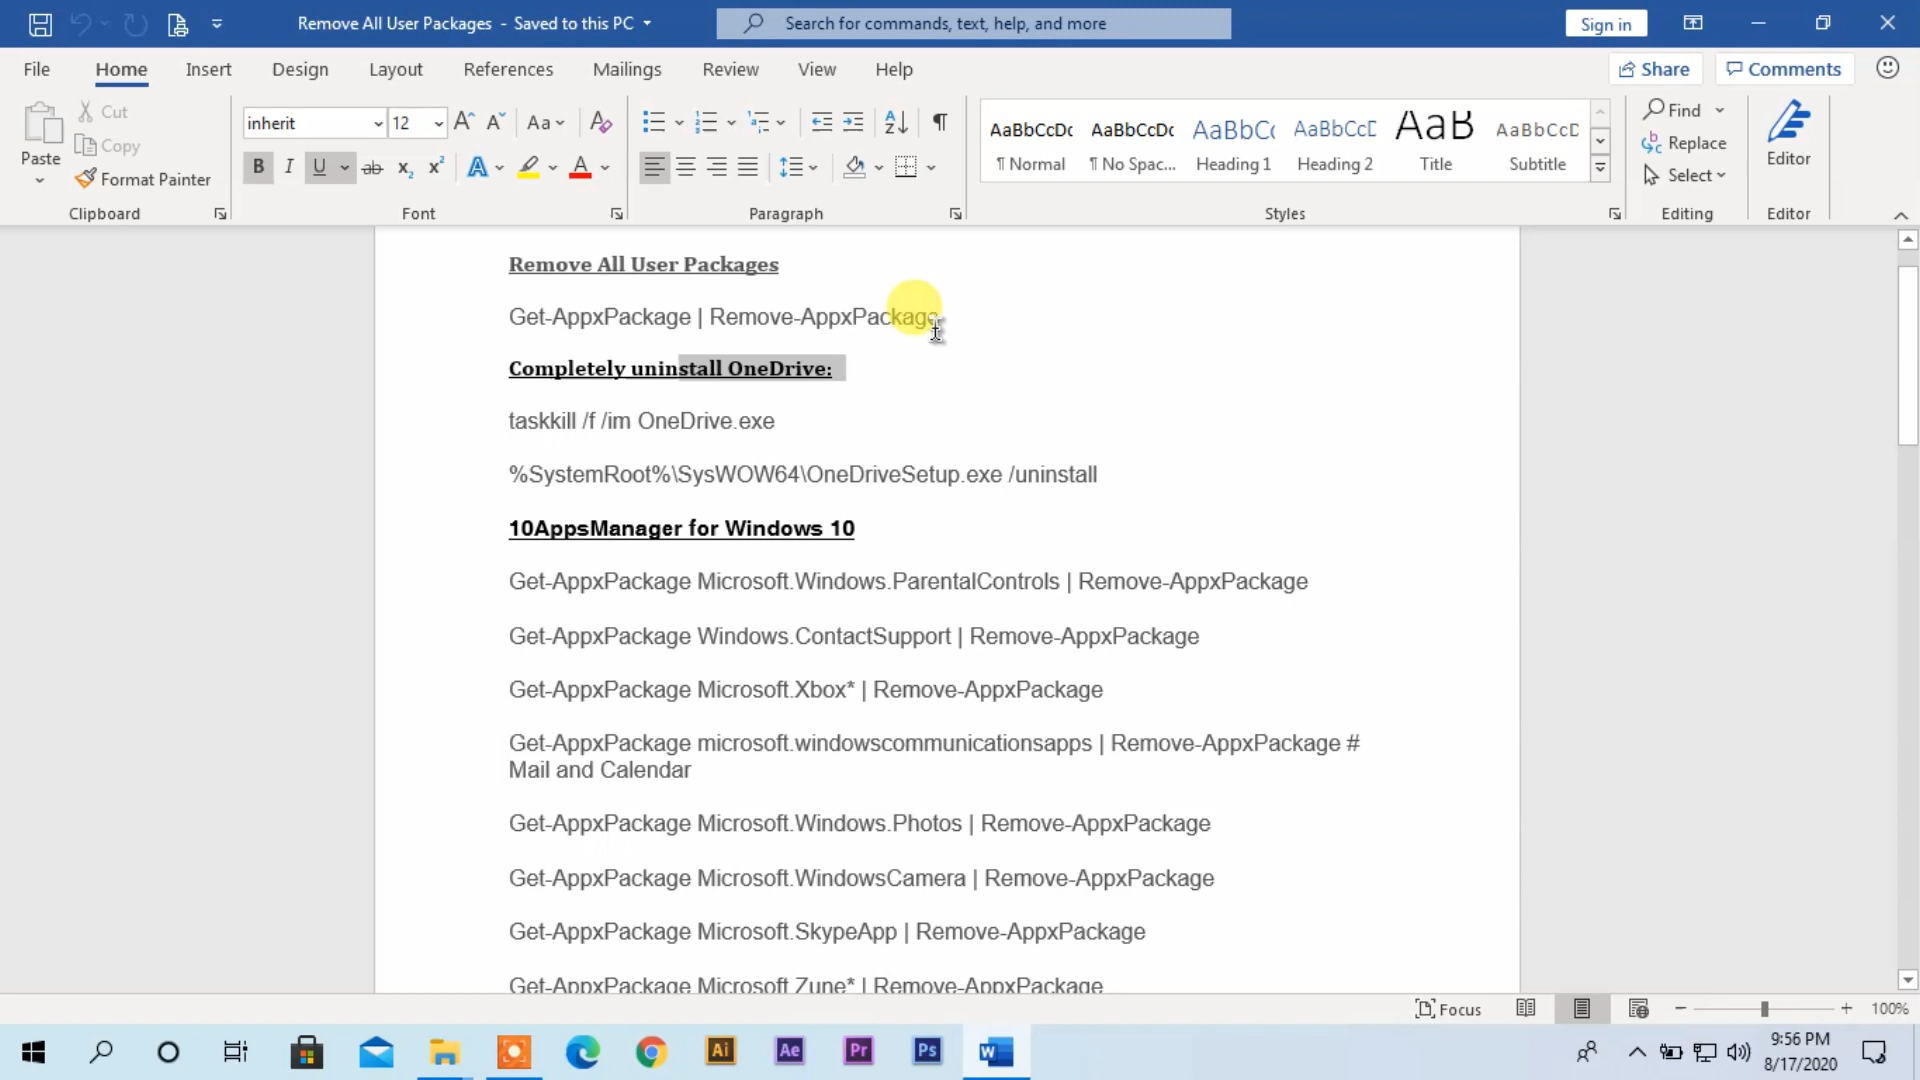 Remove All User Packages - Saved to this PC
Search for commands, text, help, and more
Sign in
File Home Insert Design Layout References Mailings Review View Help
Share Comments
Paste
Cut
Copy
Format Painter
Clipboard
inherit 12
Font
Paragraph
AaBbCcDc AaBbCcDc AaBbCc AaBbCcD AaB AaBbCcD
¶ Normal ¶ No Spac... Heading 1 Heading 2 Title Subtitle
Styles
Find
Replace
Select
Editing
Editor
Editor
Remove All User Packages
Get-AppxPackage | Remove-AppxPackage
Completely uninstall OneDrive:
taskkill /f /im OneDrive.exe
%SystemRoot%\SysWOW64\OneDriveSetup.exe /uninstall
10AppsManager for Windows 10
Get-AppxPackage Microsoft.Windows.ParentalControls | Remove-AppxPackage
Get-AppxPackage Windows.ContactSupport | Remove-AppxPackage
Get-AppxPackage Microsoft.Xbox* | Remove-AppxPackage
Get-AppxPackage microsoft.windowscommunicationsapps | Remove-AppxPackage #
Mail and Calendar
Get-AppxPackage Microsoft.Windows.Photos | Remove-AppxPackage
Get-AppxPackage Microsoft.WindowsCamera | Remove-AppxPackage
Get-AppxPackage Microsoft.SkypeApp | Remove-AppxPackage
Get-AppxPackage Microsoft.Zune* | Remove-AppxPackage
Focus
100%
Ai Ae Pr Ps W
9:56 PM
8/17/2020